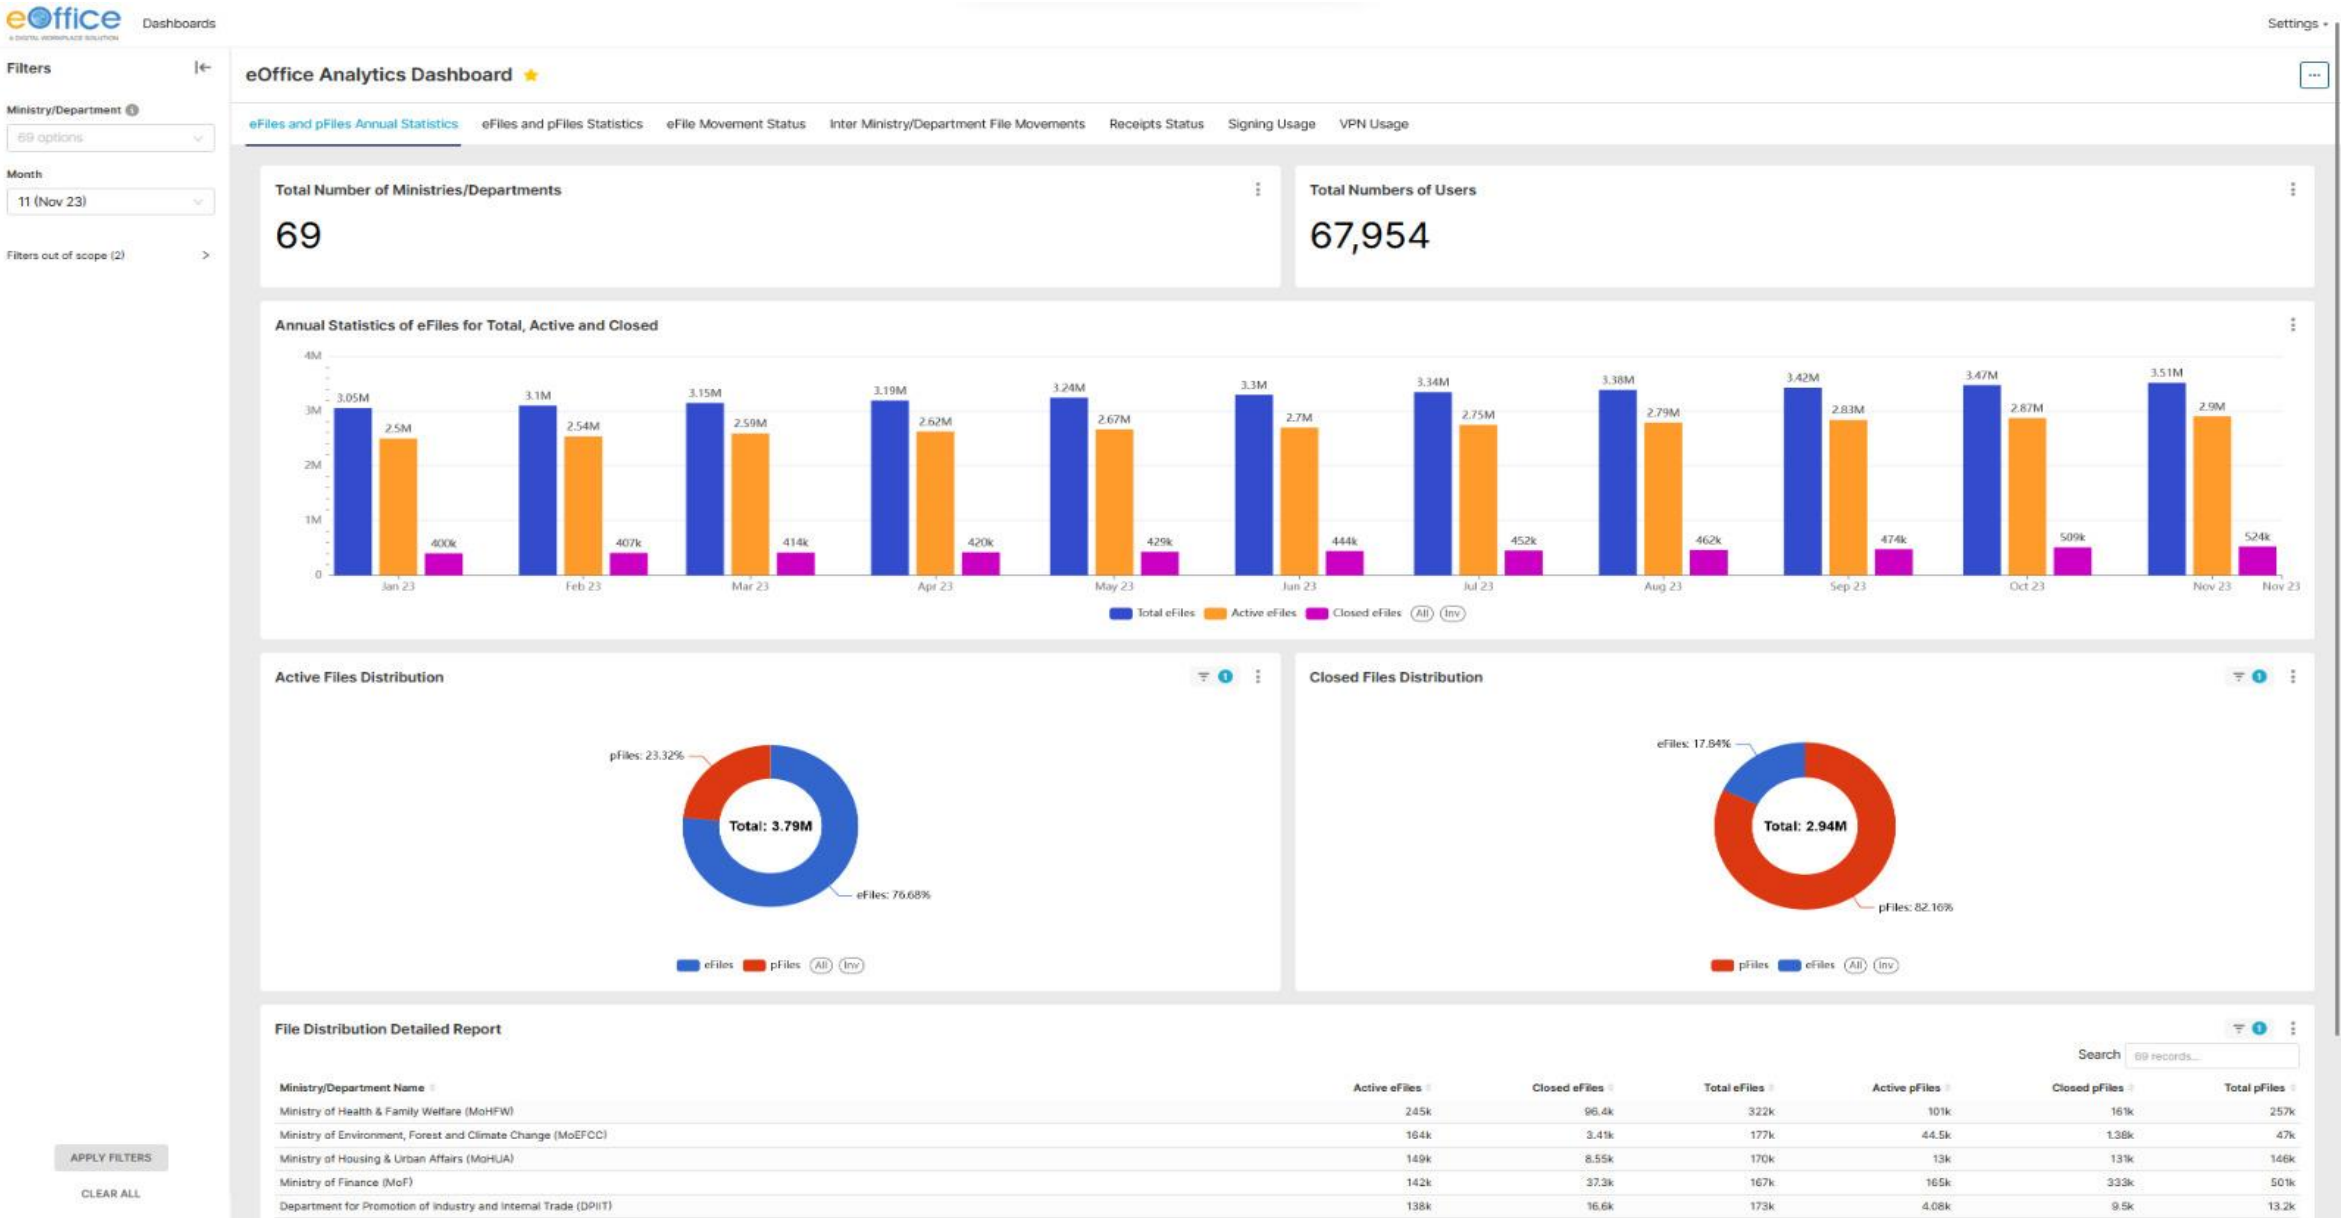 eOffice
A DIGITAL WORKPLACE SOLUTION
Dashboards
Settings
Filters
Ministry/Department
69 options
Month
11 (Nov 23)
Filters out of scope (2)
APPLY FILTERS
CLEAR ALL
eOffice Analytics Dashboard
eFiles and pFiles Annual Statistics eFiles and pFiles Statistics eFile Movement Status Inter Ministry/Department File Movements Receipts Status Signing Usage VPN Usage
Total Number of Ministries/Departments
69
Total Numbers of Users
67,954
Annual Statistics of eFiles for Total, Active and Closed
4M
3M
2M
1M
0
3.05M 2.5M 400k
3.1M 2.54M 407k
3.15M 2.59M 414k
3.19M 2.62M 420k
3.24M 2.67M 429k
3.3M 2.7M 444k
3.34M 2.75M 452k
3.38M 2.79M 462k
3.42M 2.83M 474k
3.47M 2.87M 509k
3.51M 2.9M 524k
Jan 23 Feb 23 Mar 23 Apr 23 May 23 Jun 23 Jul 23 Aug 23 Sep 23 Oct 23 Nov 23 Nov 23
Total eFiles Active eFiles Closed eFiles All Inv
Active Files Distribution
1
pFiles: 23.32%
Total: 3.79M
eFiles: 76.68%
eFiles pFiles All Inv
Closed Files Distribution
1
eFiles: 17.84%
Total: 2.94M
pFiles: 82.16%
pFiles eFiles All Inv
File Distribution Detailed Report
1
Search 69 records...
Ministry/Department Name Active eFiles Closed eFiles Total eFiles Active pFiles Closed pFiles Total pFiles
Ministry of Health & Family Welfare (MoHFW) 245k 96.4k 322k 101k 161k 257k
Ministry of Environment, Forest and Climate Change (MoEFCC) 164k 3.41k 177k 44.5k 1.38k 47k
Ministry of Housing & Urban Affairs (MoHUA) 149k 8.55k 170k 13k 131k 146k
Ministry of Finance (MoF) 142k 37.3k 167k 165k 333k 501k
Department for Promotion of Industry and Internal Trade (DPIIT) 138k 16.6k 173k 4.08k 9.5k 13.2k